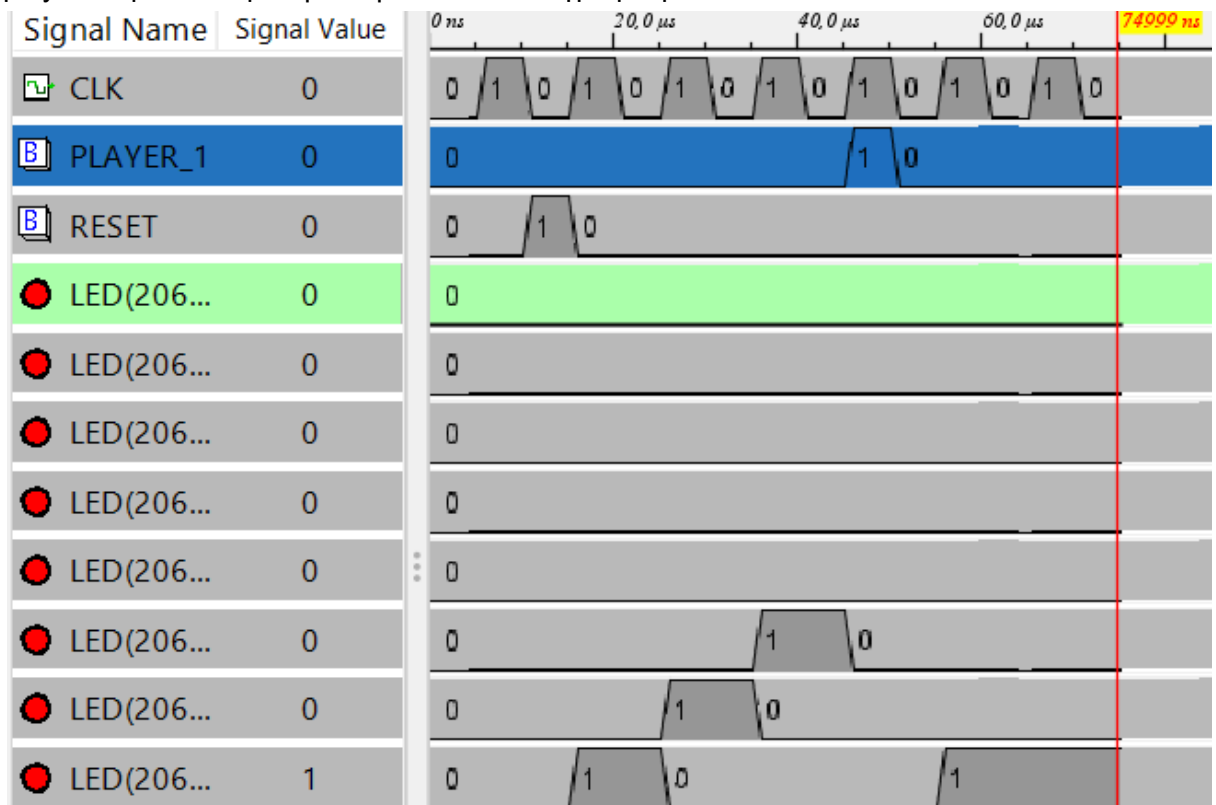 Signal Name Signal Value 0 ns 20,0 µs 40,0 µs 60,0 µs 74999 ns
CLK 0 0 1 0 1 0 1 0 1 0 1 0 1 0 1 0
B PLAYER_1 0 0 1 0
B RESET 0 0 1 0
LED(206... 0 0
LED(206... 0 0
LED(206... 0 0
LED(206... 0 0
LED(206... 0 0
LED(206... 0 0 1 0
LED(206... 0 0 1 0
LED(206... 1 0 1 0 1